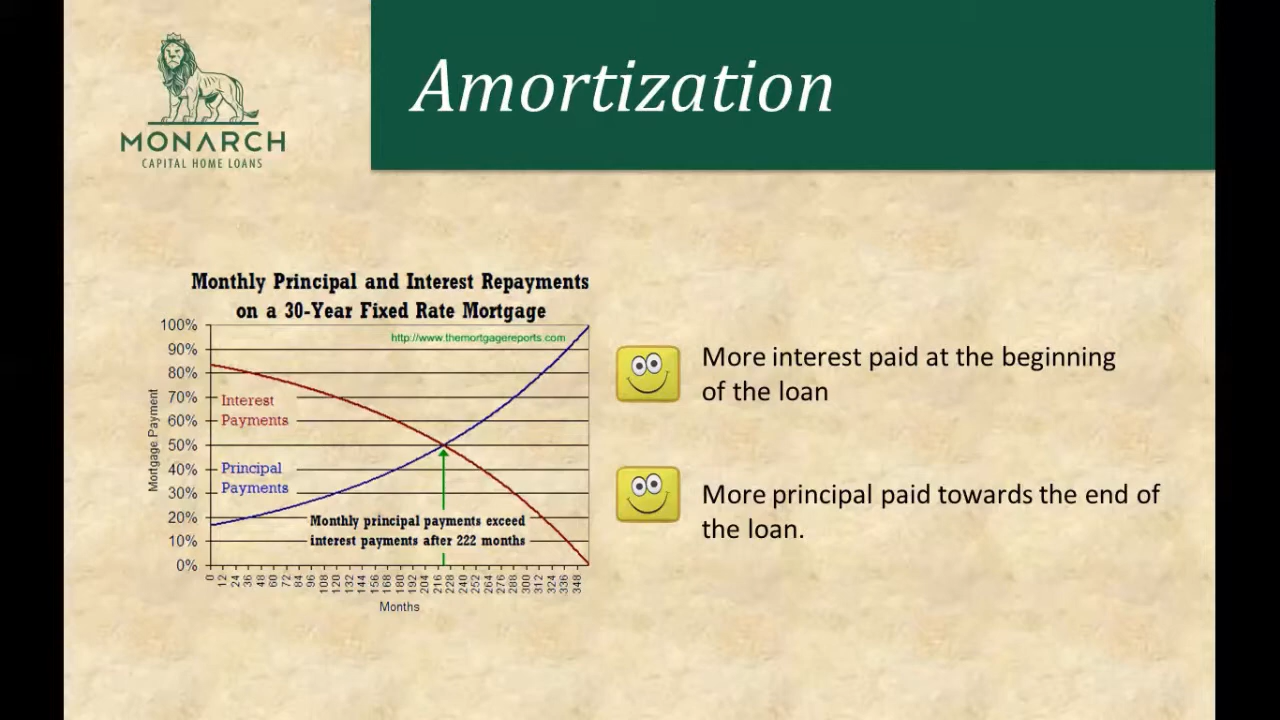 MONARCH
CAPITAL HOME LOANS
Amortization
Monthly Principal and Interest Repayments
on a 30-Year Fixed Rate Mortgage
http://www.themortgagereports.com
100%
90%
80%
70%
60%
50%
40%
30%
20%
10%
0%
Mortgage Payment
Interest
Payments
Principal
Payments
Monthly principal payments exceed
interest payments after 222 months
0 12 24 36 48 60 72 84 96 108 120 132 144 156 168 180 192 204 216 228 240 252 264 276 288 300 312 324 336 348
Months
More interest paid at the beginning
of the loan
More principal paid towards the end of
the loan.